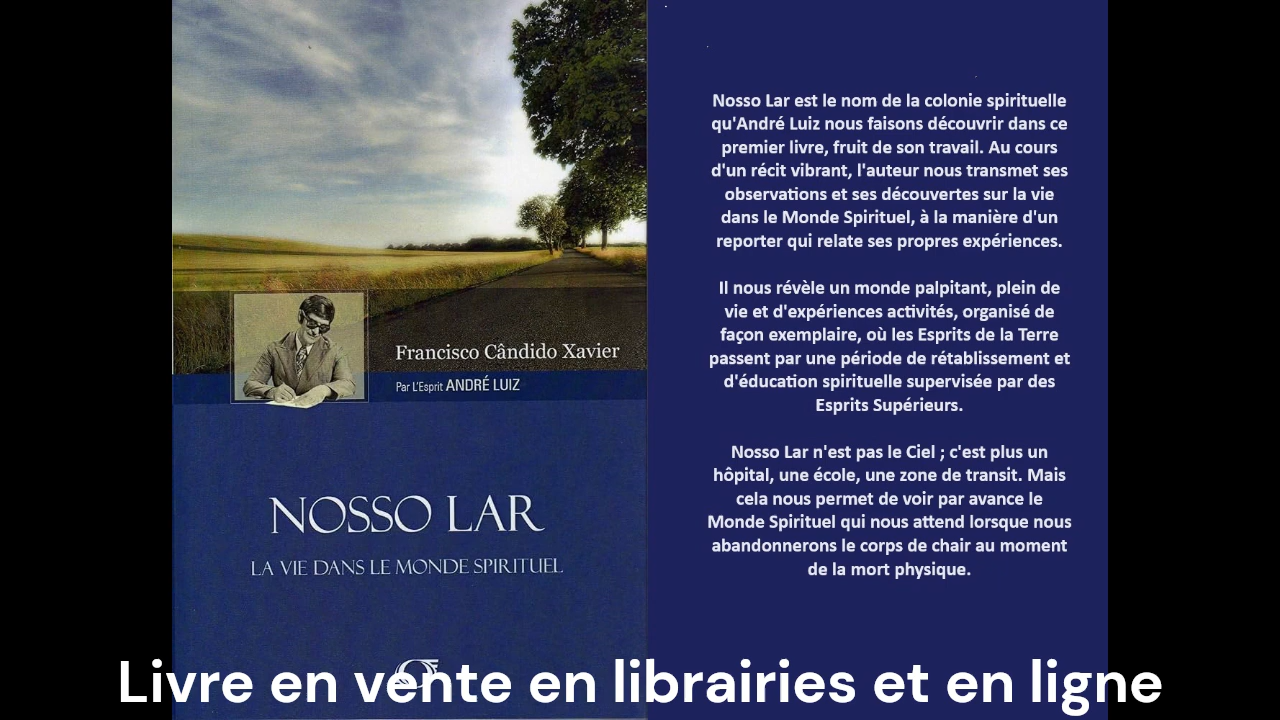 Francisco Cândido Xavier
Par L'Esprit ANDRÉ LUIZ
NOSSO LAR
LA VIE DANS LE MONDE SPIRITUEL
Nosso Lar est le nom de la colonie spirituelle
qu'André Luiz nous faisons découvrir dans ce
premier livre, fruit de son travail. Au cours
d'un récit vibrant, l'auteur nous transmet ses
observations et ses découvertes sur la vie
dans le Monde Spirituel, à la manière d'un
reporter qui relate ses propres expériences.
Il nous révèle un monde palpitant, plein de
vie et d'expériences activités, organisé de
façon exemplaire, où les Esprits de la Terre
passent par une période de rétablissement et
d'éducation spirituelle supervisée par des
Esprits Supérieurs.
Nosso Lar n'est pas le Ciel ; c'est plus un
hôpital, une école, une zone de transit. Mais
cela nous permet de voir par avance le
Monde Spirituel qui nous attend lorsque nous
abandonnerons le corps de chair au moment
de la mort physique.
Livre en vente en librairies et en ligne